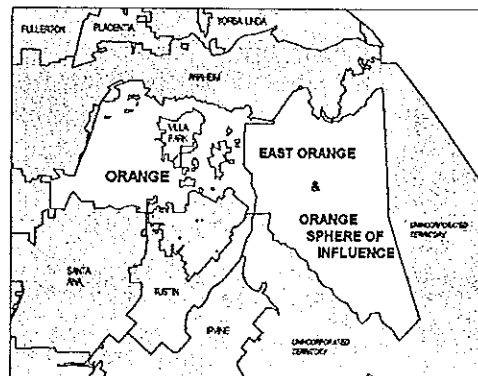 FULLERTON
PLACENTIA
YORBA LINDA
ANAHEIM
VILLA
PARK
ORANGE
EAST ORANGE
&
ORANGE
SPHERE OF
INFLUENCE
UNINCORPORATED
TERRITORY
SANTA
ANA
TUSTIN
IRVINE
UNINCORPORATED
TERRITORY